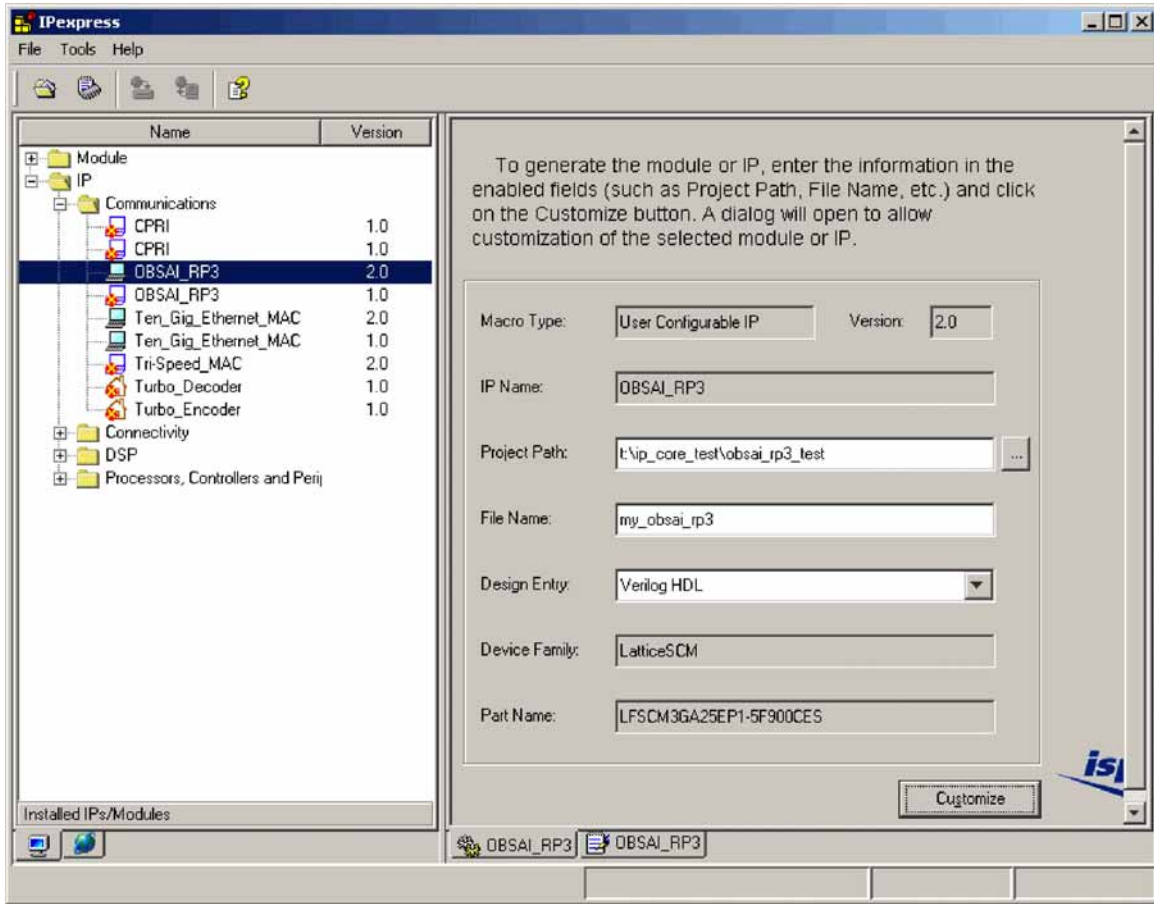 IPexpress
File Tools Help
Name Version
Module
IP
Communications
CPRI 1.0
CPRI 1.0
OBSAI_RP3 2.0
OBSAI_RP3 1.0
Ten_Gig_Ethernet_MAC 2.0
Ten_Gig_Ethernet_MAC 1.0
Tri-Speed_MAC 2.0
Turbo_Decoder 1.0
Turbo_Encoder 1.0
Connectivity
DSP
Processors, Controllers and Perij
Installed IPs/Modules
To generate the module or IP, enter the information in the
enabled fields (such as Project Path, File Name, etc.) and click
on the Customize button. A dialog will open to allow
customization of the selected module or IP.
Macro Type: User Configurable IP Version: 2.0
IP Name: OBSAI_RP3
Project Path: t:\ip_core_test\obsai_rp3_test ...
File Name: my_obsai_rp3
Design Entry: Verilog HDL
Device Family: LatticeSCM
Part Name: LFSCM3GA25EP1-5F900CES
isp
Customize
OBSAI_RP3 OBSAI_RP3